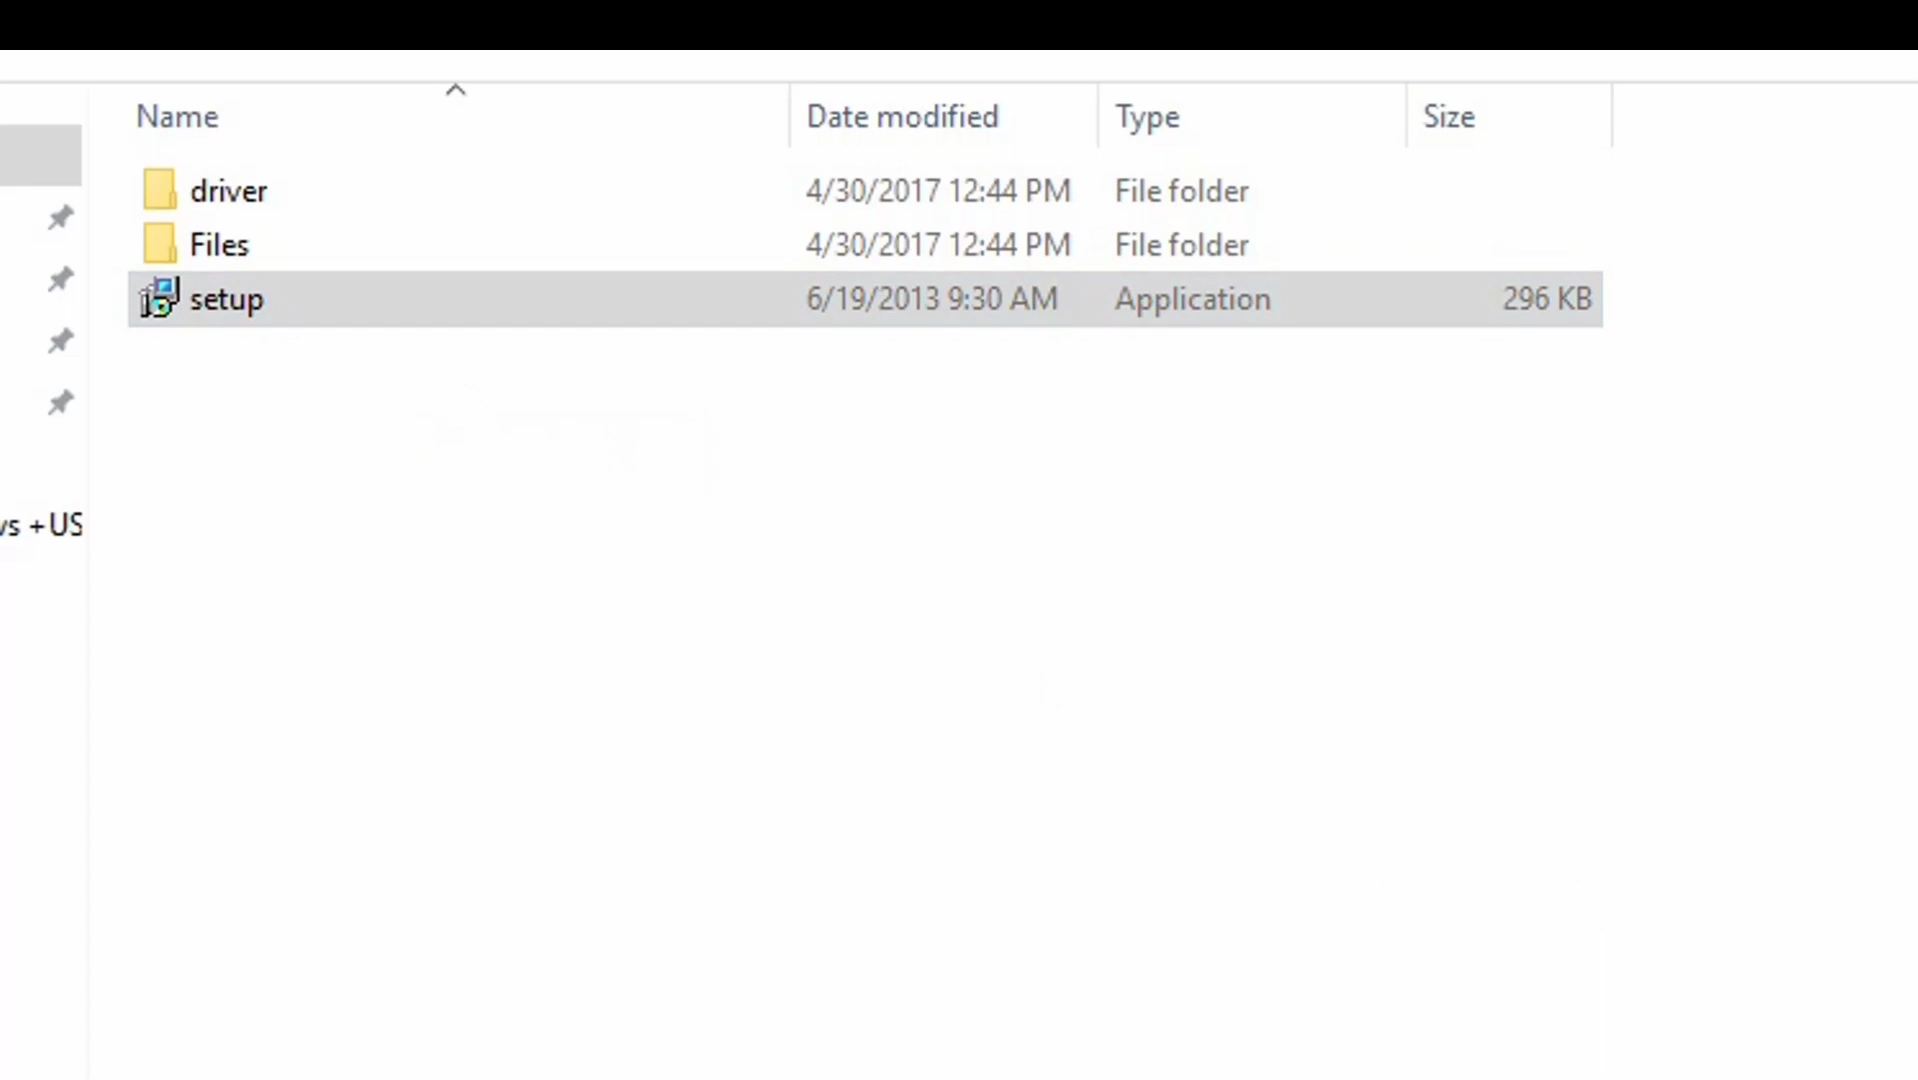 Name Date modified Type Size
driver 4/30/2017 12:44 PM File folder
Files 4/30/2017 12:44 PM File folder
setup 6/19/2013 9:30 AM Application 296 KB
vs +US